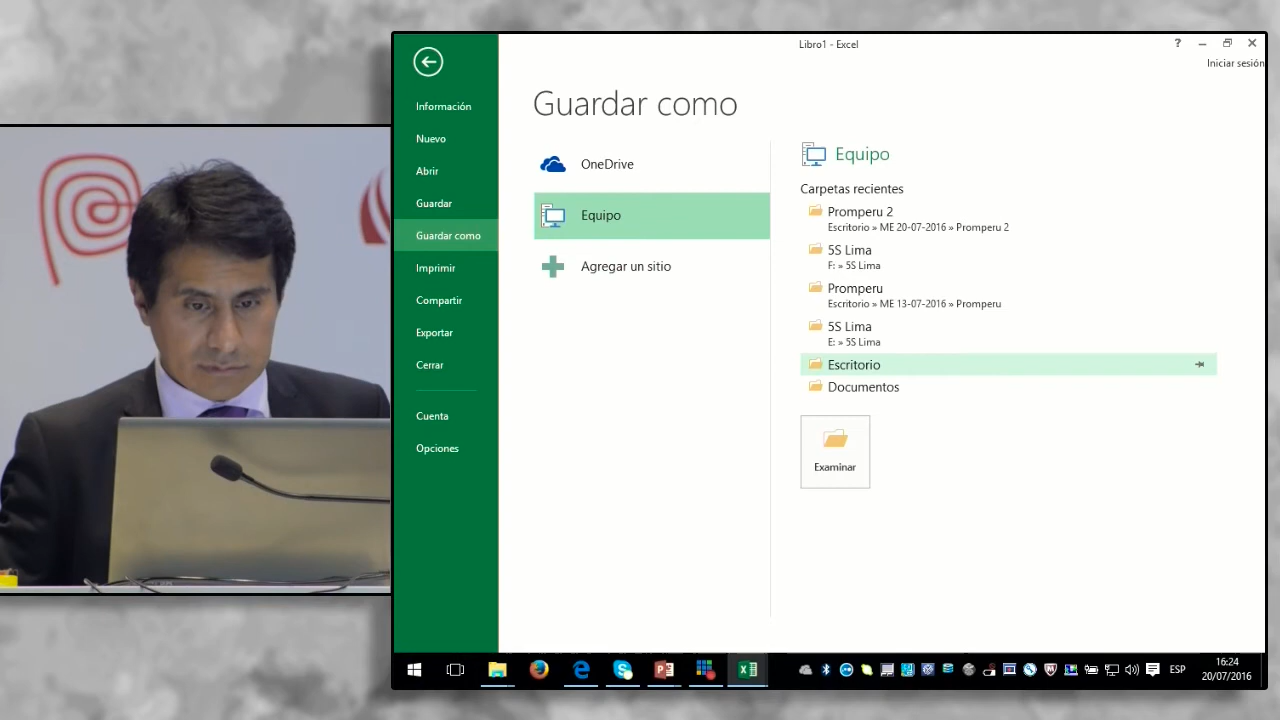 Libro1 - Excel
?
Iniciar sesión
Información
Nuevo
Abrir
Guardar
Guardar como
Imprimir
Compartir
Exportar
Cerrar
Cuenta
Opciones
Guardar como
OneDrive
Equipo
Agregar un sitio
Equipo
Carpetas recientes
Promperu 2
Escritorio » ME 20-07-2016 » Promperu 2
5S Lima
F: » 5S Lima
Promperu
Escritorio » ME 13-07-2016 » Promperu
5S Lima
E: » 5S Lima
Escritorio
Documentos
Examinar
ESP
16:24
20/07/2016